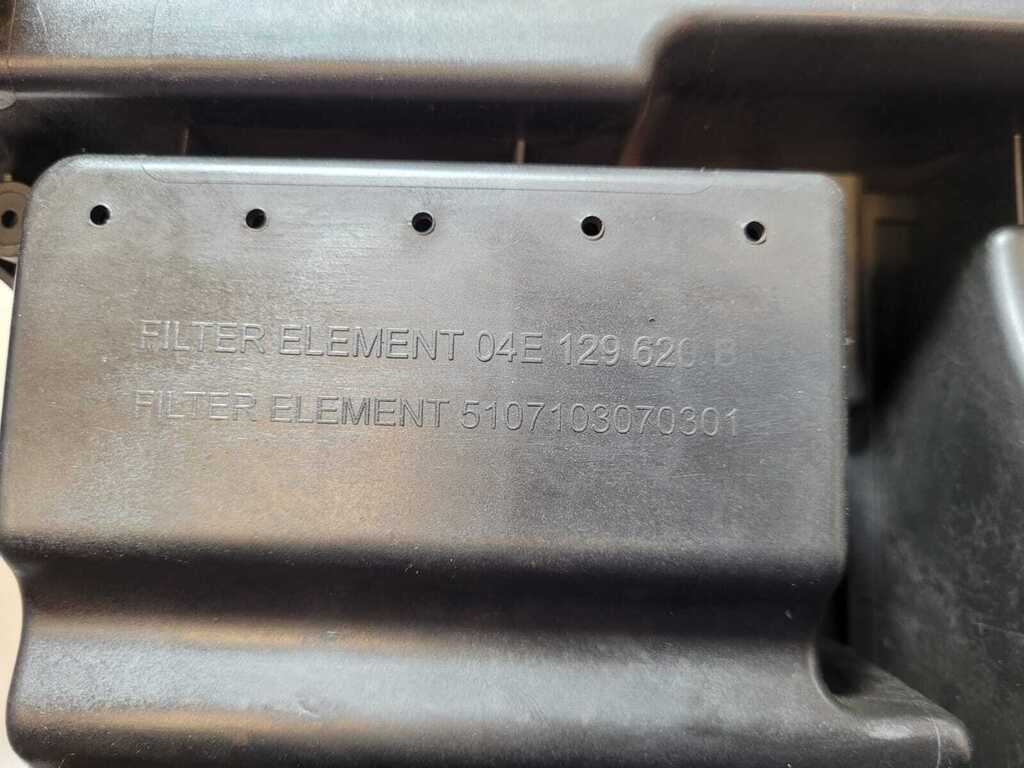 FILTER ELEMENT 04E 129 620 B
FILTER ELEMENT 5107103070301